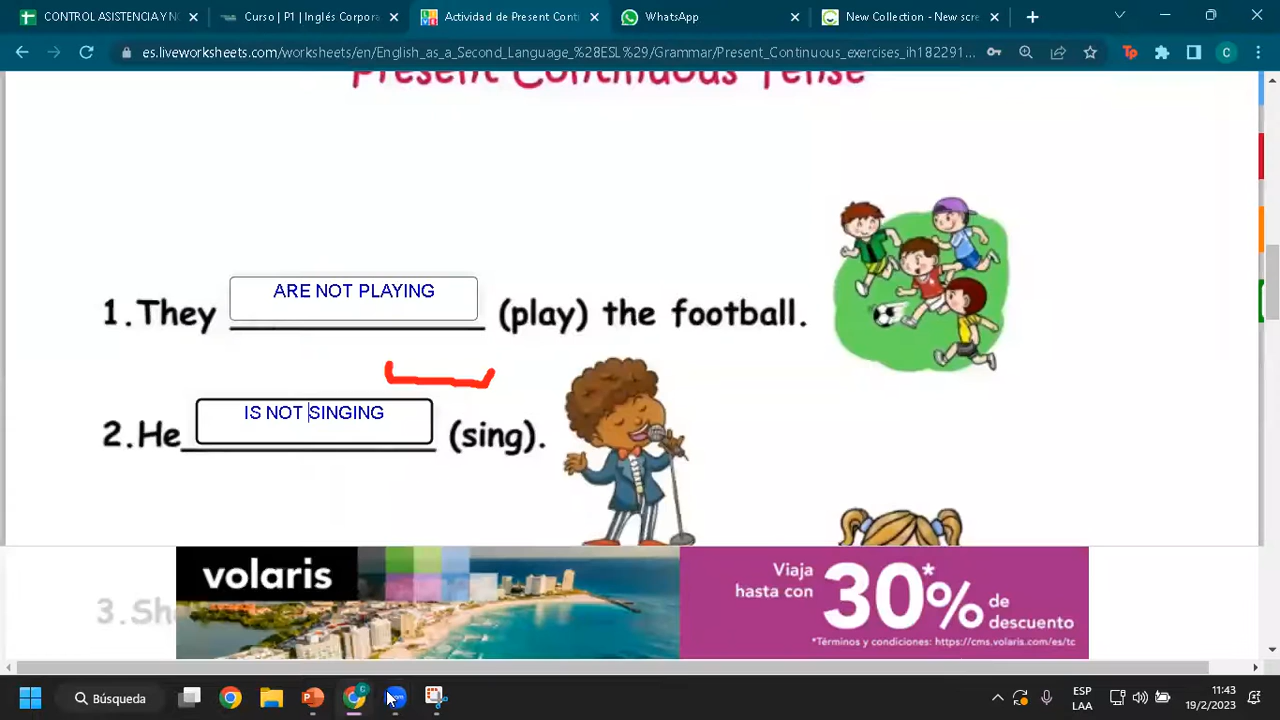 CONTROL ASISTENCIA Y NO
Curso | P1 | Inglés Corpora
Actividad de Present Conti
WhatsApp
New Collection - New scre
es.liveworksheets.com/worksheets/en/English_as_a_Second_Language_%28ESL%29/Grammar/Present_Continuous_exercises_ih182291...
Present Continuous Tense
1.They ARE NOT PLAYING (play) the football.
2.He IS NOT SINGING (sing).
3.Sh
volaris
Viaja
hasta con
30%*
de
descuento
*Términos y condiciones: https://cms.volaris.com/es/tc
Búsqueda
ESP
LAA
11:43
19/2/2023